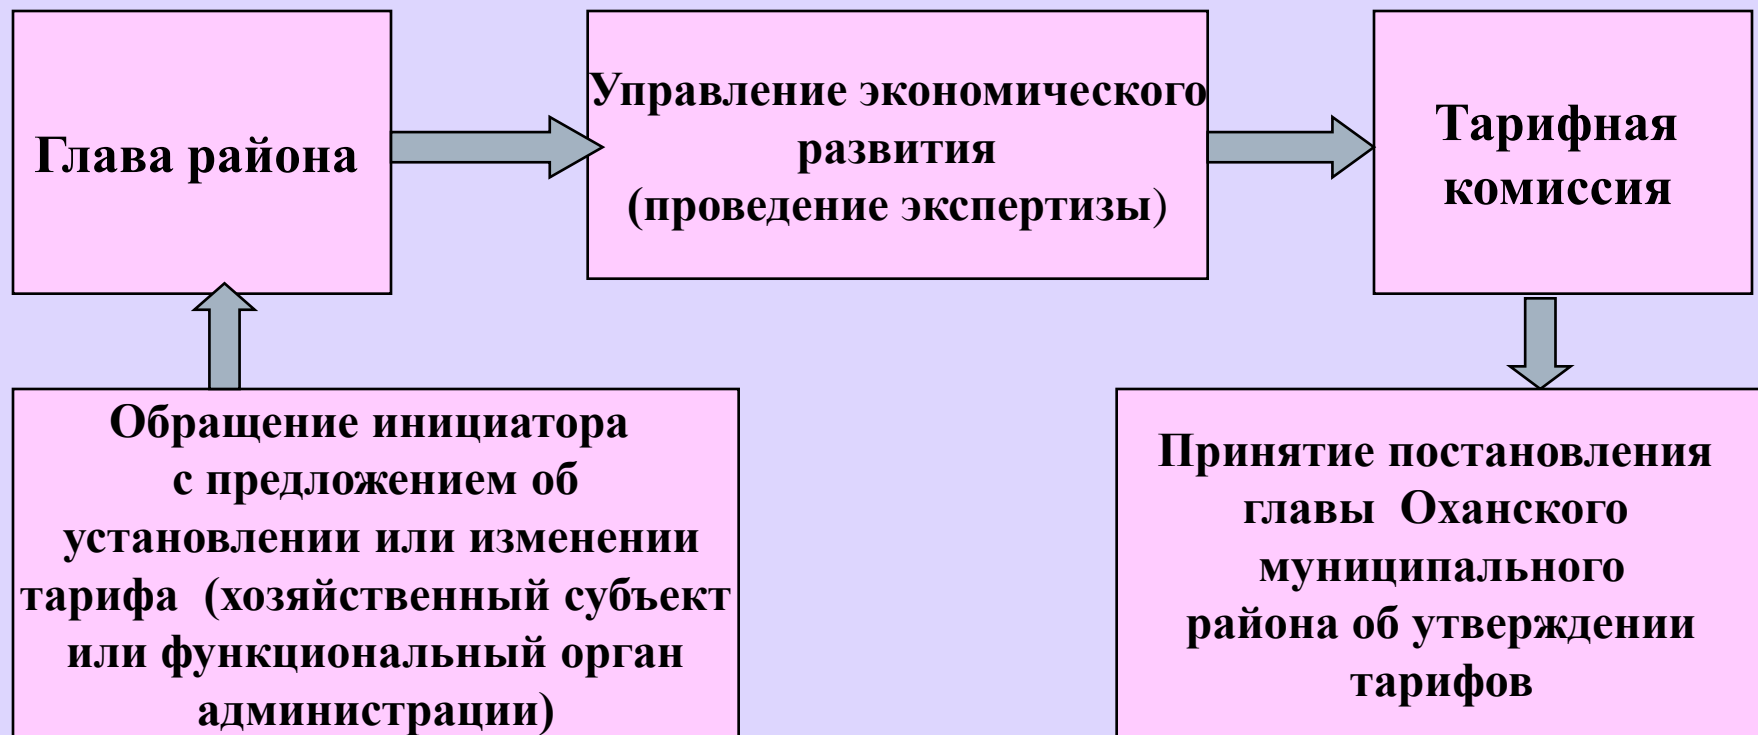 Глава района
Управление экономического
развития
(проведение экспертизы)
Тарифная
комиссия
Обращение инициатора
с предложением об
установлении или изменении
тарифа (хозяйственный субъект
или функциональный орган
администрации)
Принятие постановления
главы Оханского
муниципального
района об утверждении
тарифов